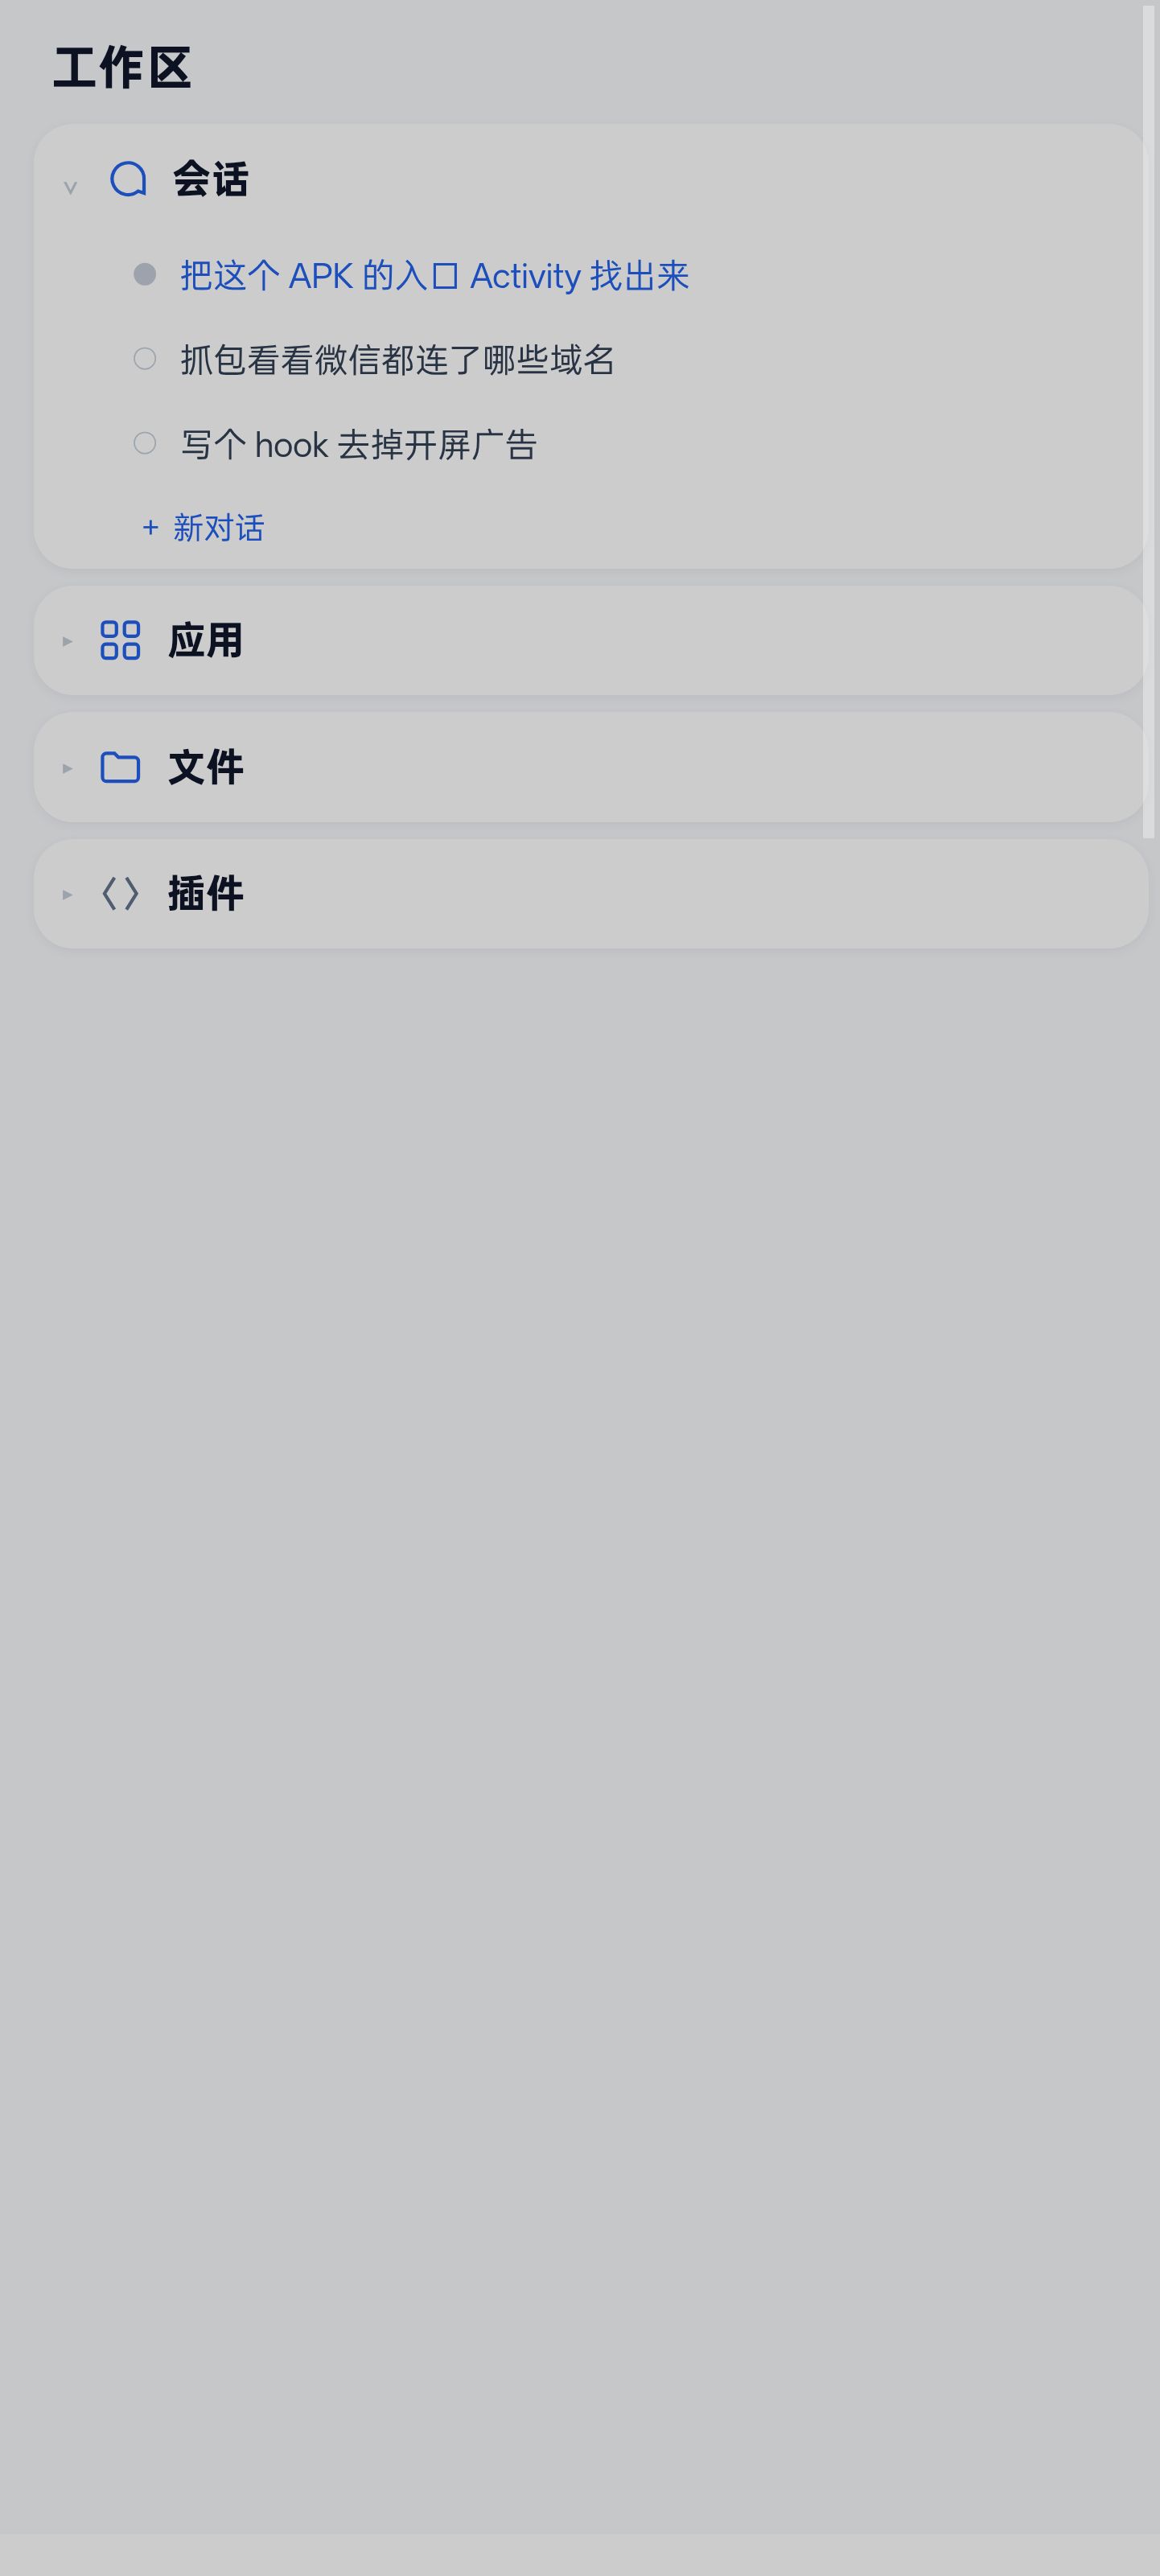 工作区
会话
把这个 APK 的入口 Activity 找出来
抓包看看微信都连了哪些域名
写个 hook 去掉开屏广告
+ 新对话
应用
文件
插件